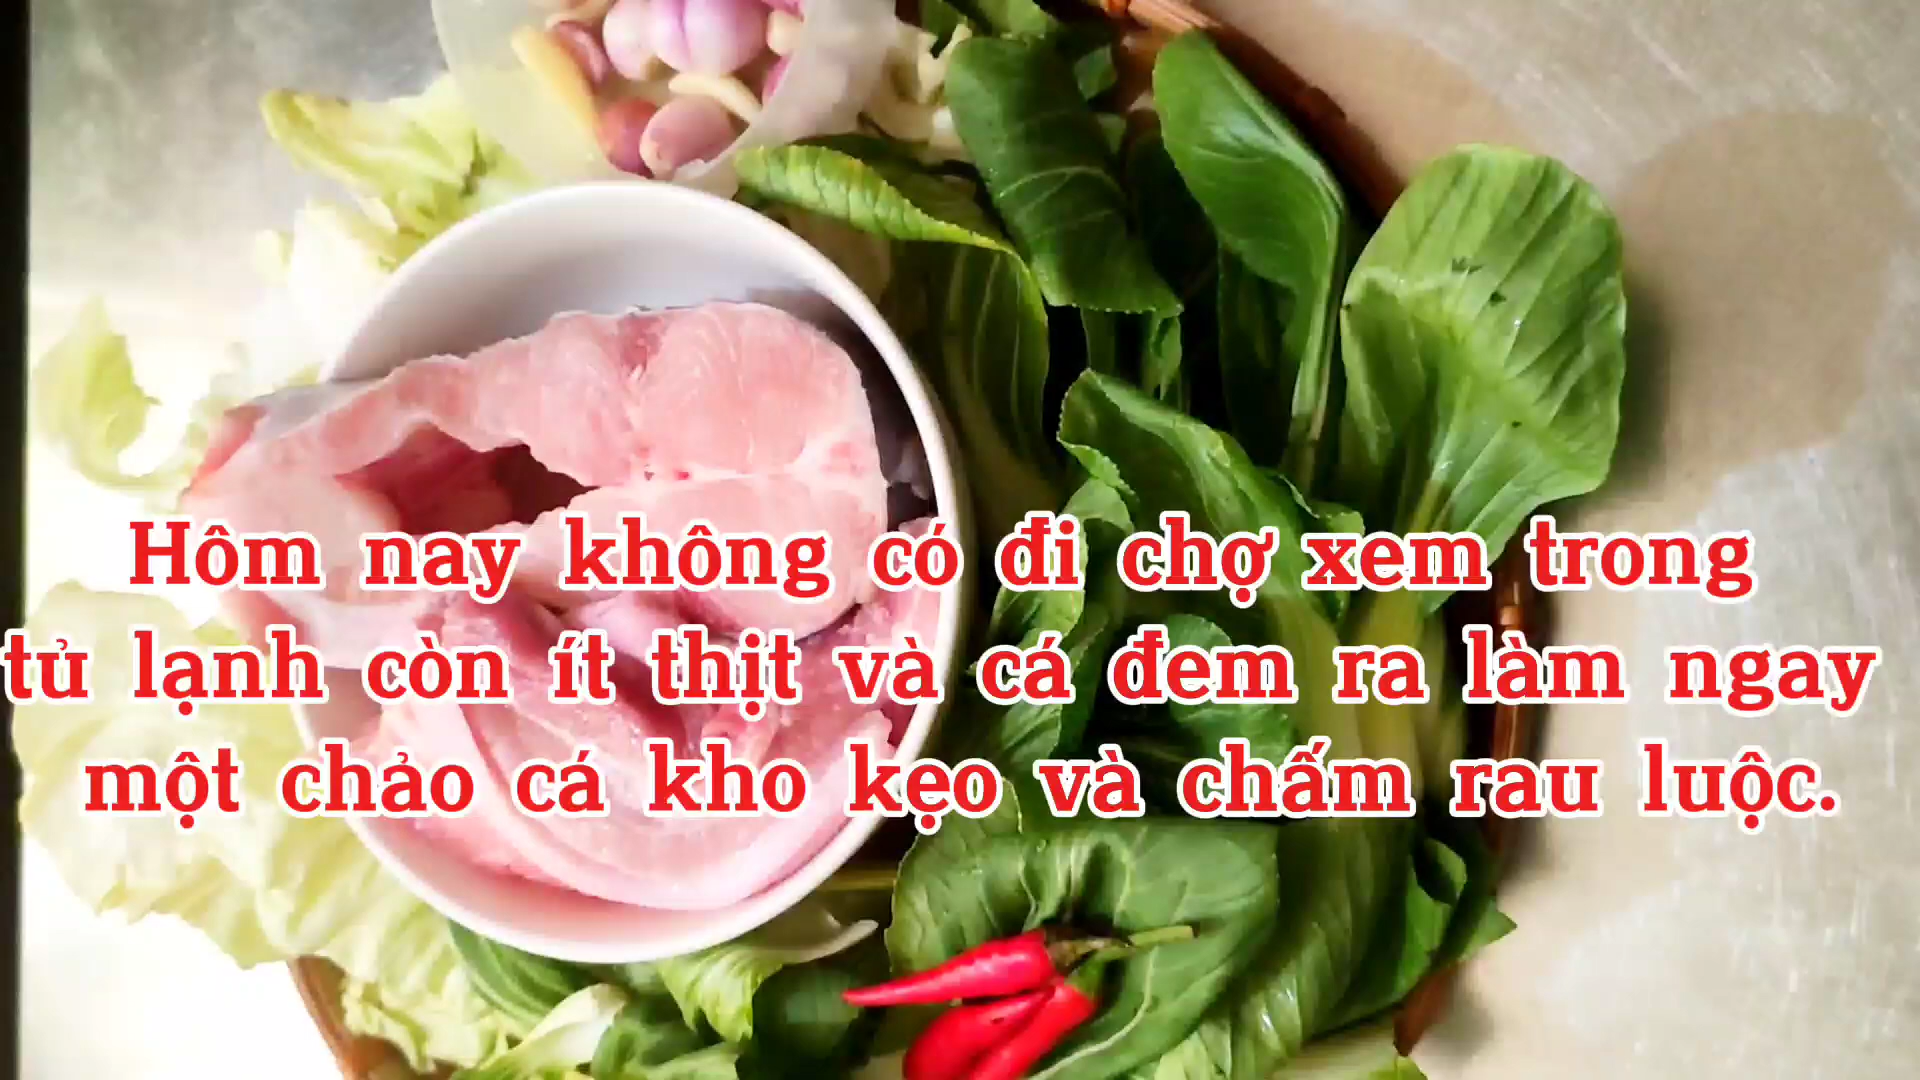 Hôm nay không có đi chợ xem trong
tủ lạnh còn ít thịt và cá đem ra làm ngay
một chảo cá kho kẹo và chấm rau luộc.